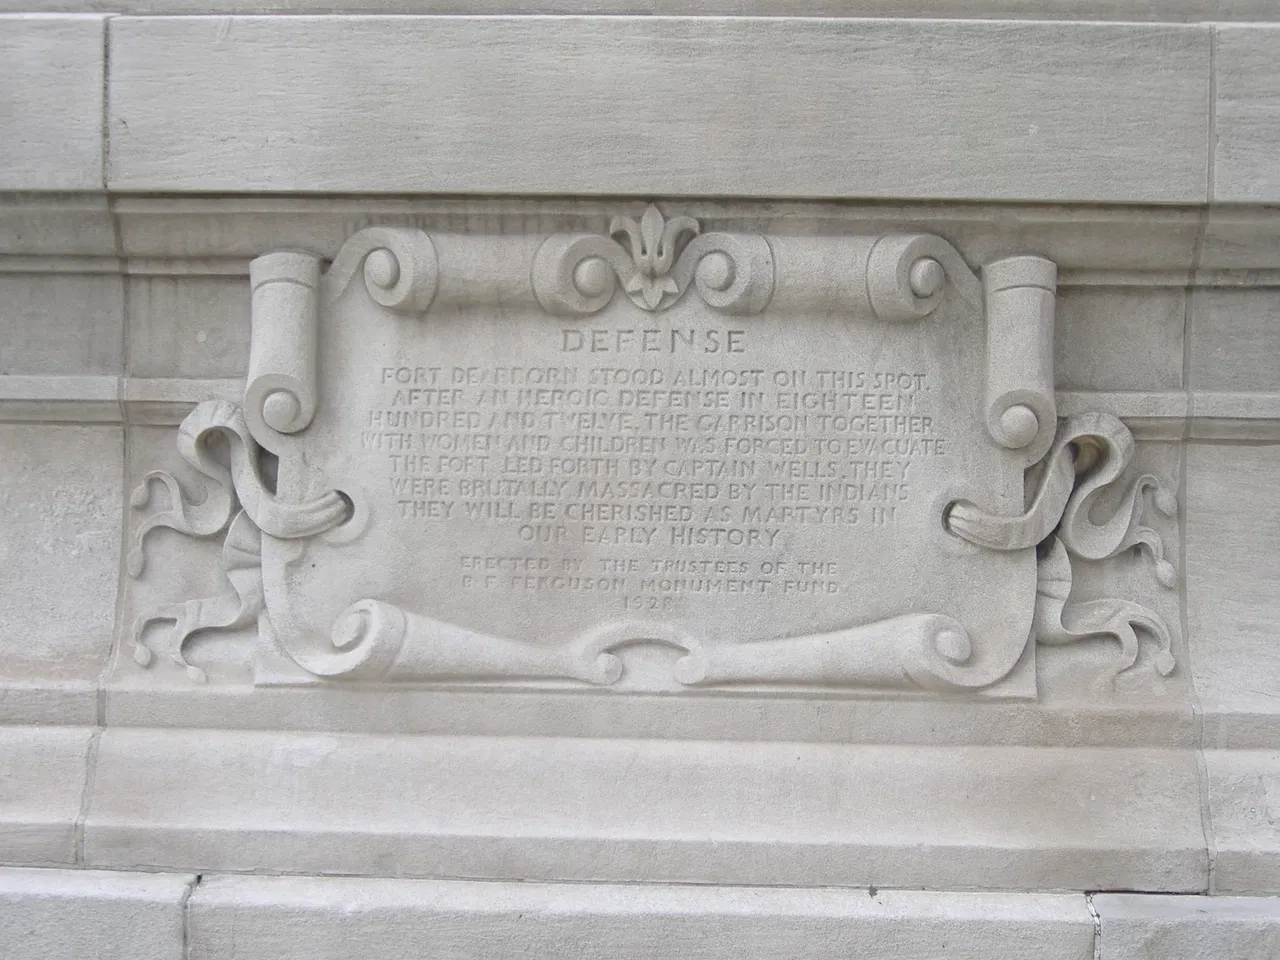 DEFENSE
FORT DEARBORN STOOD ALMOST ON THIS SPOT.
AFTER AN HEROIC DEFENSE IN EIGHTEEN
HUNDRED AND TWELVE, THE GARRISON TOGETHER
WITH WOMEN AND CHILDREN WAS FORCED TO EVACUATE
THE FORT. LED FORTH BY CAPTAIN WELLS, THEY
WERE BRUTALLY MASSACRED BY THE INDIANS
THEY WILL BE CHERISHED AS MARTYRS IN
OUR EARLY HISTORY
ERECTED BY THE TRUSTEES OF THE
B. F. FERGUSON MONUMENT FUND
1928